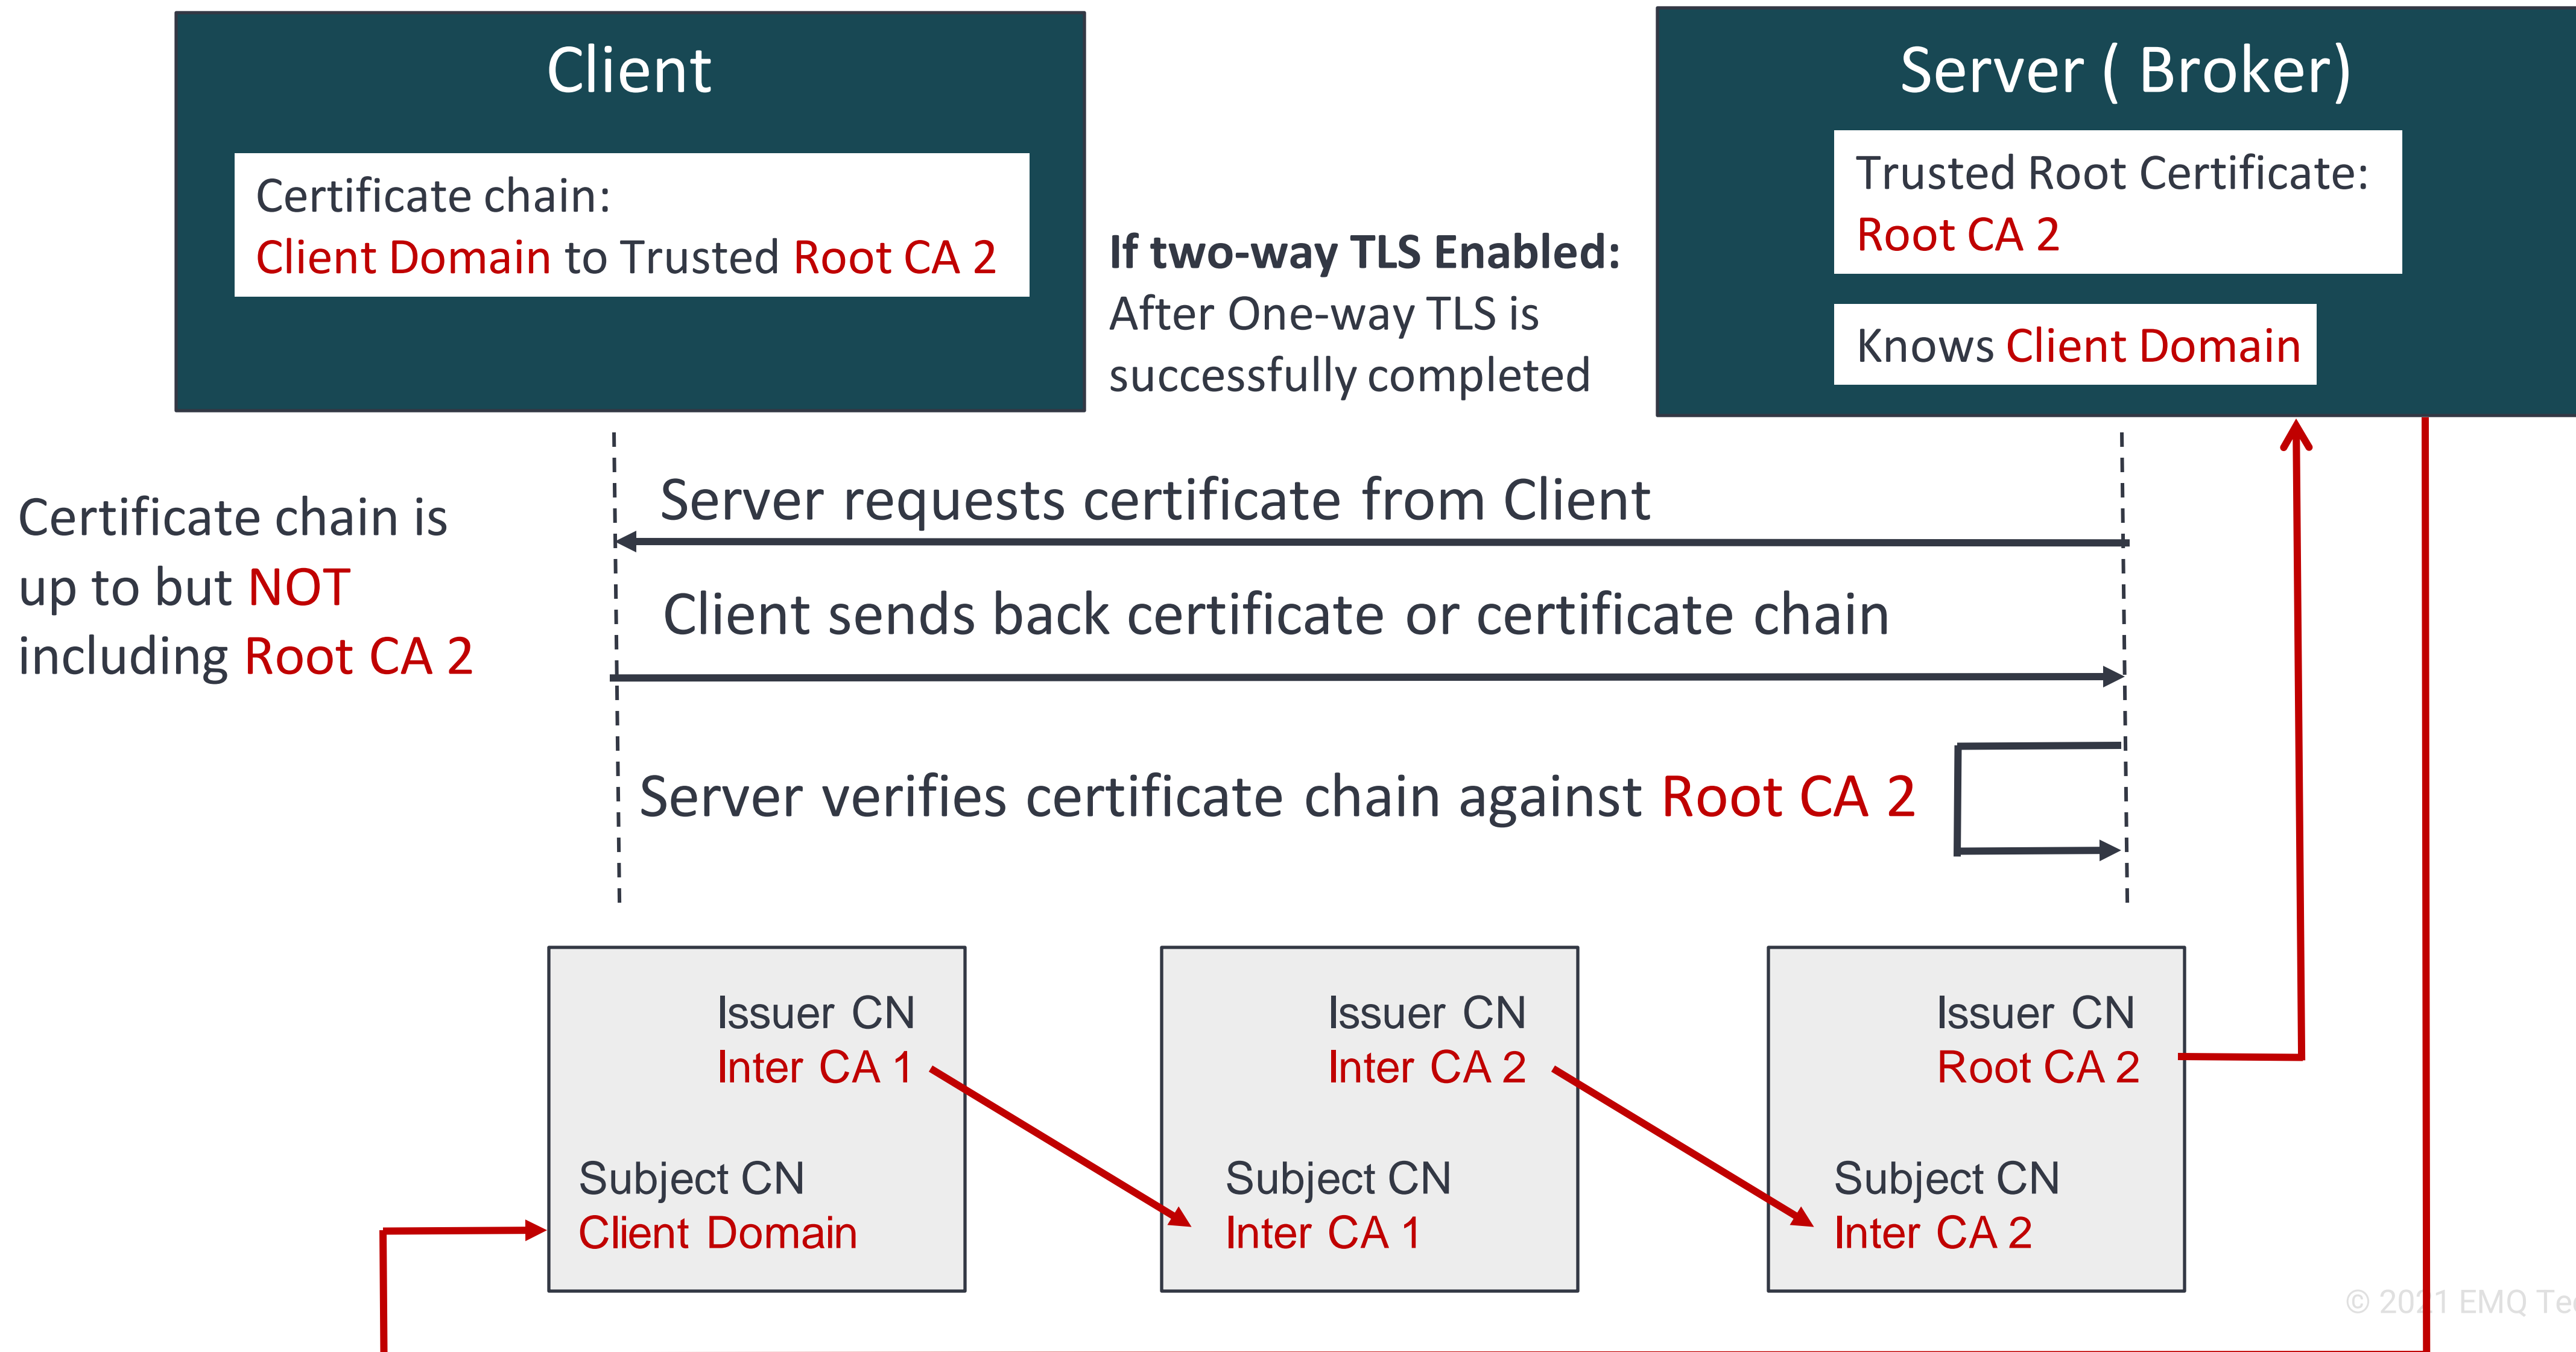 Client
Certificate chain:
Client Domain to Trusted Root CA 2
If two-way TLS Enabled:
After One-way TLS is
successfully completed
Server ( Broker)
Trusted Root Certificate:
Root CA 2
Knows Client Domain
Certificate chain is
up to but NOT
including Root CA 2
Server requests certificate from Client
Client sends back certificate or certificate chain
Server verifies certificate chain against Root CA 2
Issuer CN
Inter CA 1
Subject CN
Client Domain
Issuer CN
Inter CA 2
Subject CN
Inter CA 1
Issuer CN
Root CA 2
Subject CN
Inter CA 2
© 2021 EMQ